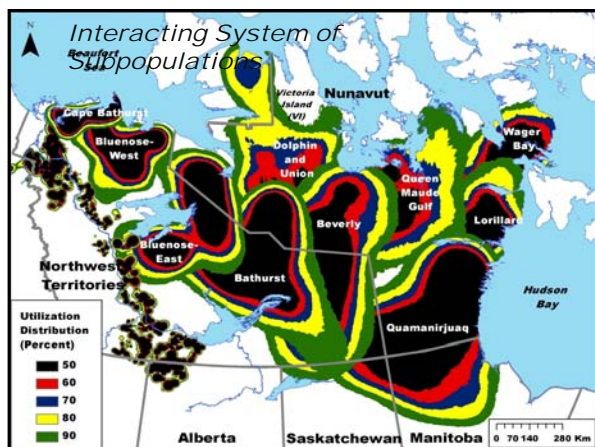 Interacting System of
Subpopulations
N
Beaufort
Sea
Cape Bathurst
Bluenose-
West
Victoria
Island
(VI)
Nunavut
Dolphin
and
Union
Wager
Bay
Queen
Maude
Gulf
Lorillard
Beverly
Bluenose-
East
Northwest
Territories
Bathurst
Hudson
Bay
Quamanirjuaq
Utilization
Distribution
(Percent)
50
60
70
80
90
Alberta
Saskatchewan
Manitoba
0 70 140 280 Km